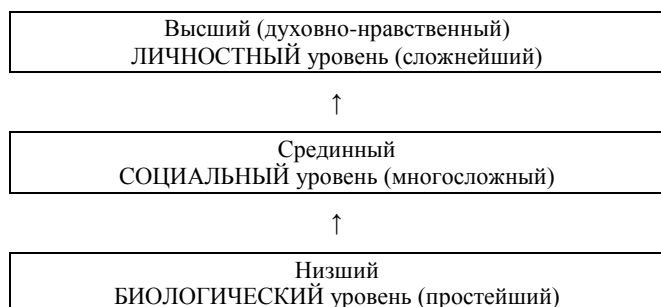 Высший (духовно-нравственный)
ЛИЧНОСТНЫЙ уровень (сложнейший)
↑
Срединный
СОЦИАЛЬНЫЙ уровень (многосложный)
↑
Низший
БИОЛОГИЧЕСКИЙ уровень (простейший)